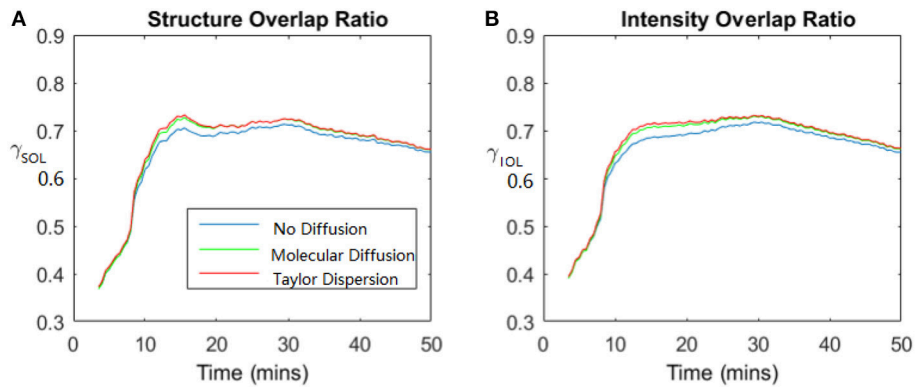 A
Structure Overlap Ratio
0.9
0.8
0.7
γSOL
0.6
0.5
0.4
0.3
No Diffusion
Molecular Diffusion
Taylor Dispersion
0 10 20 30 40 50
Time (mins)
B
Intensity Overlap Ratio
0.9
0.8
0.7
γIOL
0.6
0.5
0.4
0.3
0 10 20 30 40 50
Time (mins)